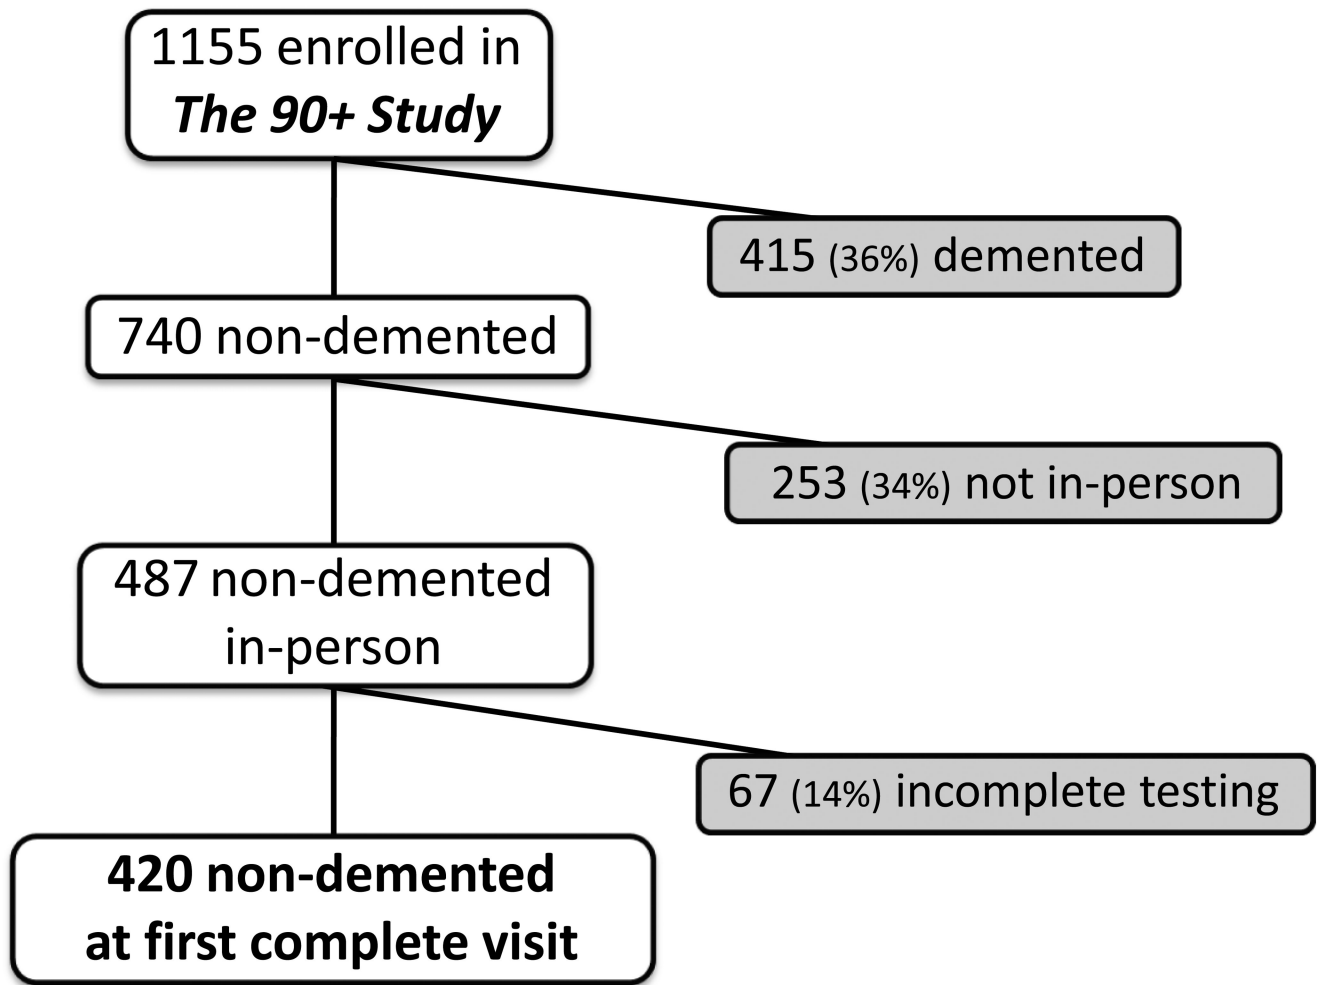 1155 enrolled in
The 90+ Study
415 (36%) demented
740 non-demented
253 (34%) not in-person
487 non-demented
in-person
67 (14%) incomplete testing
420 non-demented
at first complete visit